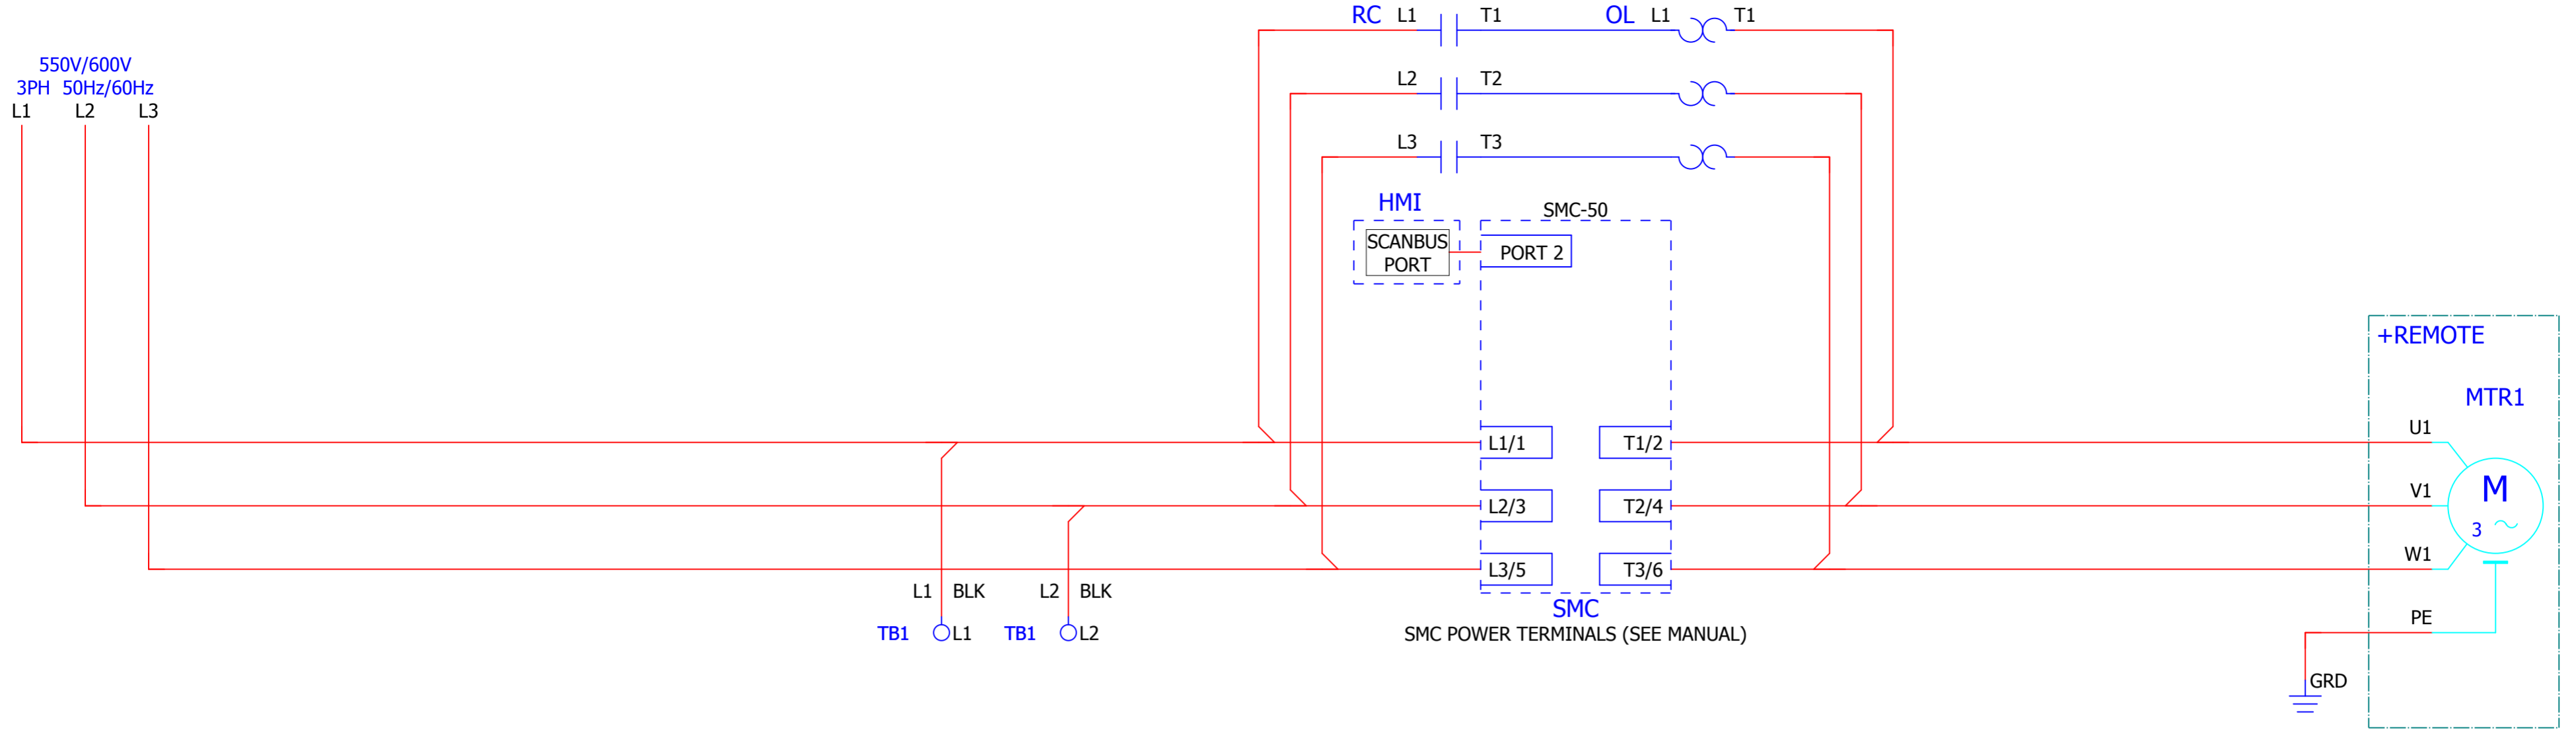 RC L1 T1 OL L1 T1
550V/600V
3PH 50Hz/60Hz
L1 L2 L3
L2 T2
L3 T3
HMI
SCANBUS
PORT
SMC-50
PORT 2
+REMOTE
MTR1
L1/1 T1/2 U1
L2/3 T2/4 V1
M
3
L3/5 T3/6 W1
L1 BLK L2 BLK
TB1 L1 TB1 L2
SMC
SMC POWER TERMINALS (SEE MANUAL)
PE
GRD